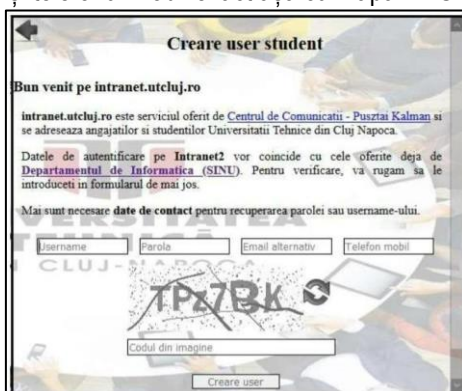 Creare user student
Bun venit pe intranet.utcluj.ro
intranet.utcluj.ro este serviciul oferit de Centrul de Comunicatii - Pusztai Kalman si
se adreseaza angajatilor si studentilor Universitatii Tehnice din Cluj Napoca.
Datele de autentificare pe Intranet2 vor coincide cu cele oferite deja de
Departamentul de Informatica (SINU). Pentru verificare, va rugam sa le
introduceti in formularul de mai jos.
Mai sunt necesare date de contact pentru recuperarea parolei sau username-ului.
Username Parola Email alternativ Telefon mobil
CLUJ-NAPOCA
TPz7BK
Codul din imagine
Creare user